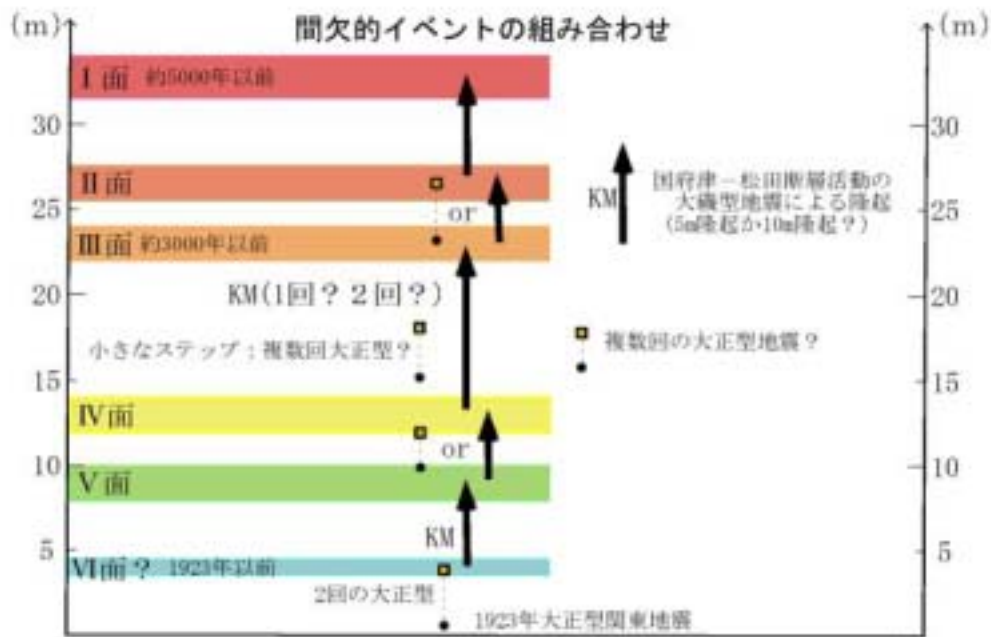 間欠的イベントの組み合わせ
(m)
(m)
Ⅰ面 約5000年以前
30
30
Ⅱ面
or
KM
国府津－松田断層活動の
大磯型地震による隆起
(5m隆起か10m隆起？)
25
25
Ⅲ面 約3000年以前
20
20
KM(1回？２回？)
小さなステップ：複数回大正型？
複数回の大正型地震？
15
15
Ⅳ面
or
10
10
Ⅴ面
KM
5
5
Ⅵ面？ 1923年以前
2回の大正型
1923年大正型関東地震